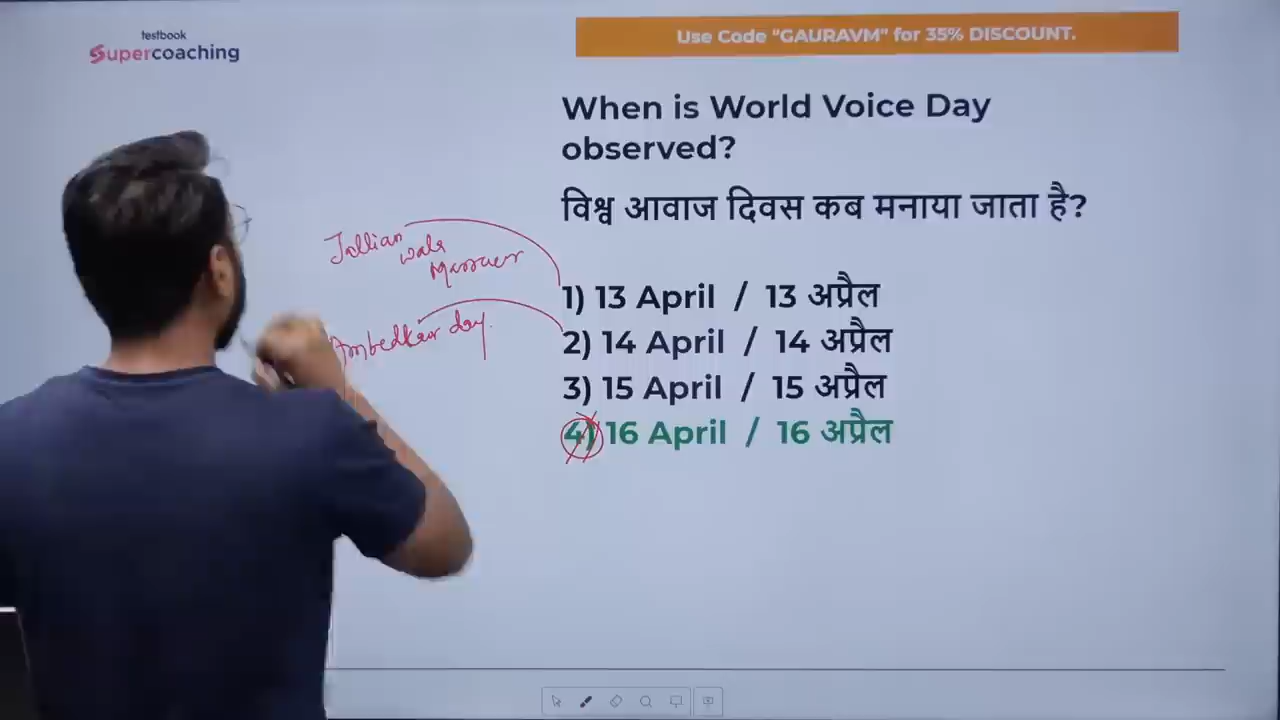 testbook
Supercoaching
Use Code "GAURAVM" for 35% DISCOUNT.
When is World Voice Day
observed?
विश्व आवाज दिवस कब मनाया जाता है?
Jallian
wala
1) 13 April / 13 अप्रैल
Ambedkar day.
2) 14 April / 14 अप्रैल
3) 15 April / 15 अप्रैल
4) 16 April / 16 अप्रैल